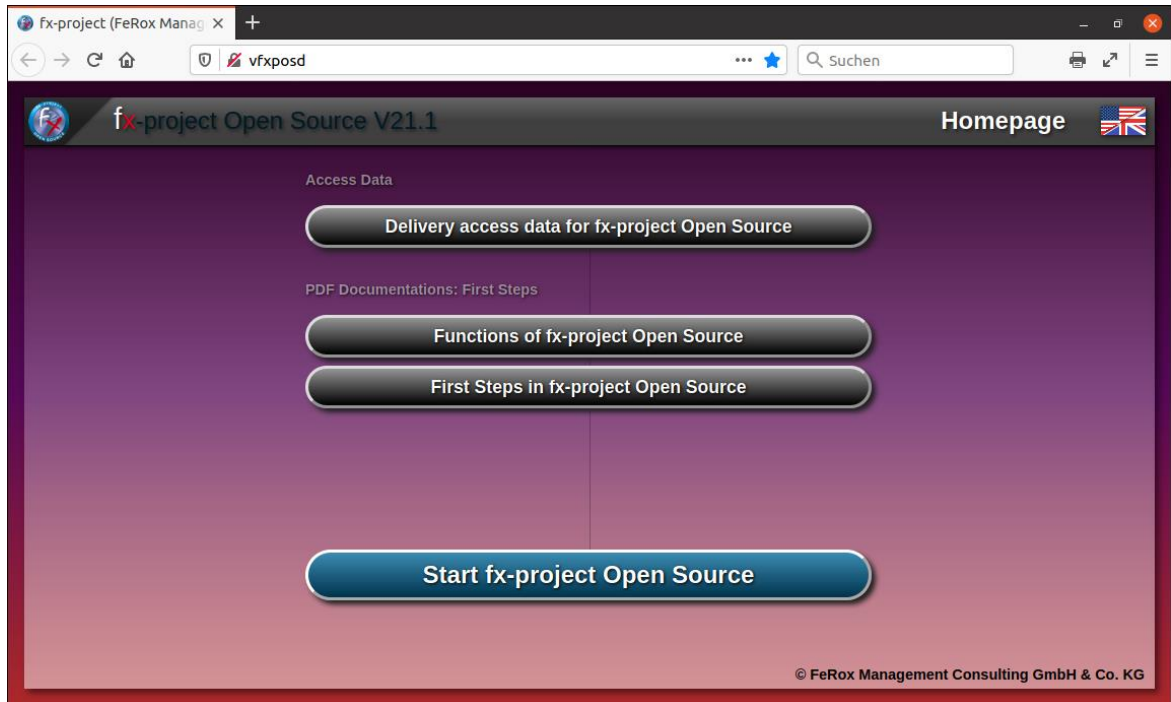 fx-project (FeRox Manag
vfxposd
Suchen
fx-project Open Source V21.1
Homepage
Access Data
Delivery access data for fx-project Open Source
PDF Documentations: First Steps
Functions of fx-project Open Source
First Steps in fx-project Open Source
Start fx-project Open Source
© FeRox Management Consulting GmbH & Co. KG